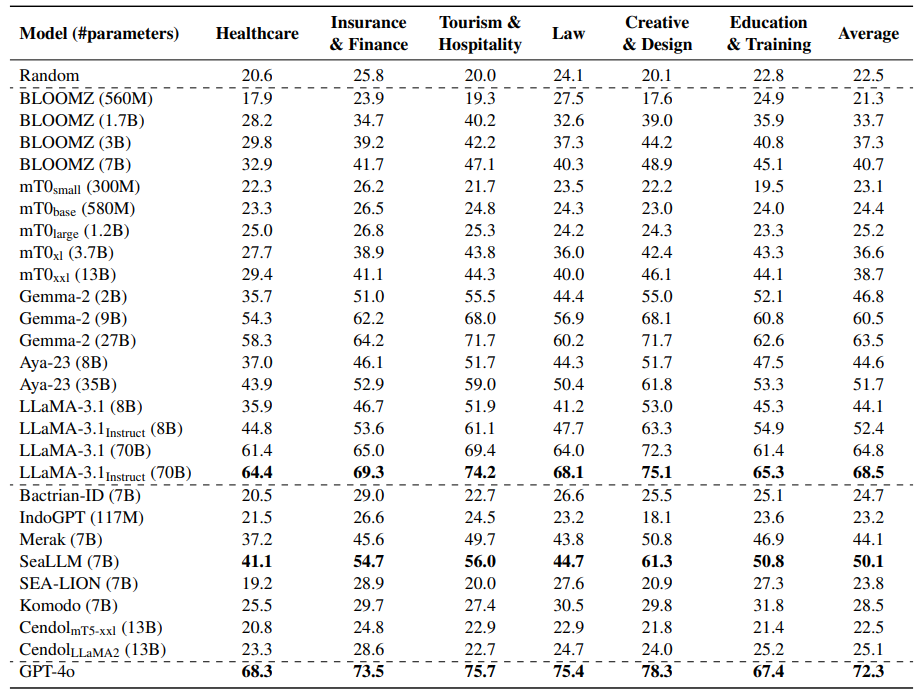 Model (#parameters) Healthcare Insurance & Finance Tourism & Hospitality Law Creative & Design Education & Training Average
Random 20.6 25.8 20.0 24.1 20.1 22.8 22.5
BLOOMZ (560M) 17.9 23.9 19.3 27.5 17.6 24.9 21.3
BLOOMZ (1.7B) 28.2 34.7 40.2 32.6 39.0 35.9 33.7
BLOOMZ (3B) 29.8 39.2 42.2 37.3 44.2 40.8 37.3
BLOOMZ (7B) 32.9 41.7 47.1 40.3 48.9 45.1 40.7
mT0small (300M) 22.3 26.2 21.7 23.5 22.2 19.5 23.1
mT0base (580M) 23.3 26.5 24.8 24.3 23.0 24.0 24.4
mT0large (1.2B) 25.0 26.8 25.3 24.2 24.3 23.3 25.2
mT0xl (3.7B) 27.7 38.9 43.8 36.0 42.4 43.3 36.6
mT0xxl (13B) 29.4 41.1 44.3 40.0 46.1 44.1 38.7
Gemma-2 (2B) 35.7 51.0 55.5 44.4 55.0 52.1 46.8
Gemma-2 (9B) 54.3 62.2 68.0 56.9 68.1 60.8 60.5
Gemma-2 (27B) 58.3 64.2 71.7 60.2 71.7 62.6 63.5
Aya-23 (8B) 37.0 46.1 51.7 44.3 51.7 47.5 44.6
Aya-23 (35B) 43.9 52.9 59.0 50.4 61.8 53.3 51.7
LLaMA-3.1 (8B) 35.9 46.7 51.9 41.2 53.0 45.3 44.1
LLaMA-3.1Instruct (8B) 44.8 53.6 61.1 47.7 63.3 54.9 52.4
LLaMA-3.1 (70B) 61.4 65.0 69.4 64.0 72.3 61.4 64.8
LLaMA-3.1Instruct (70B) 64.4 69.3 74.2 68.1 75.1 65.3 68.5
Bactrian-ID (7B) 20.5 29.0 22.7 26.6 25.5 25.1 24.7
IndoGPT (117M) 21.5 26.6 24.5 23.2 18.1 23.6 23.2
Merak (7B) 37.2 45.6 49.7 43.8 50.8 46.9 44.1
SeaLLM (7B) 41.1 54.7 56.0 44.7 61.3 50.8 50.1
SEA-LION (7B) 19.2 28.9 20.0 27.6 20.9 27.3 23.8
Komodo (7B) 25.5 29.7 27.4 30.5 29.8 31.8 28.5
CendolmT5-xxl (13B) 20.8 24.8 22.9 22.9 21.8 21.4 22.5
CendolLLaMA2 (13B) 23.3 28.6 22.7 24.7 24.0 25.2 25.1
GPT-4o 68.3 73.5 75.7 75.4 78.3 67.4 72.3